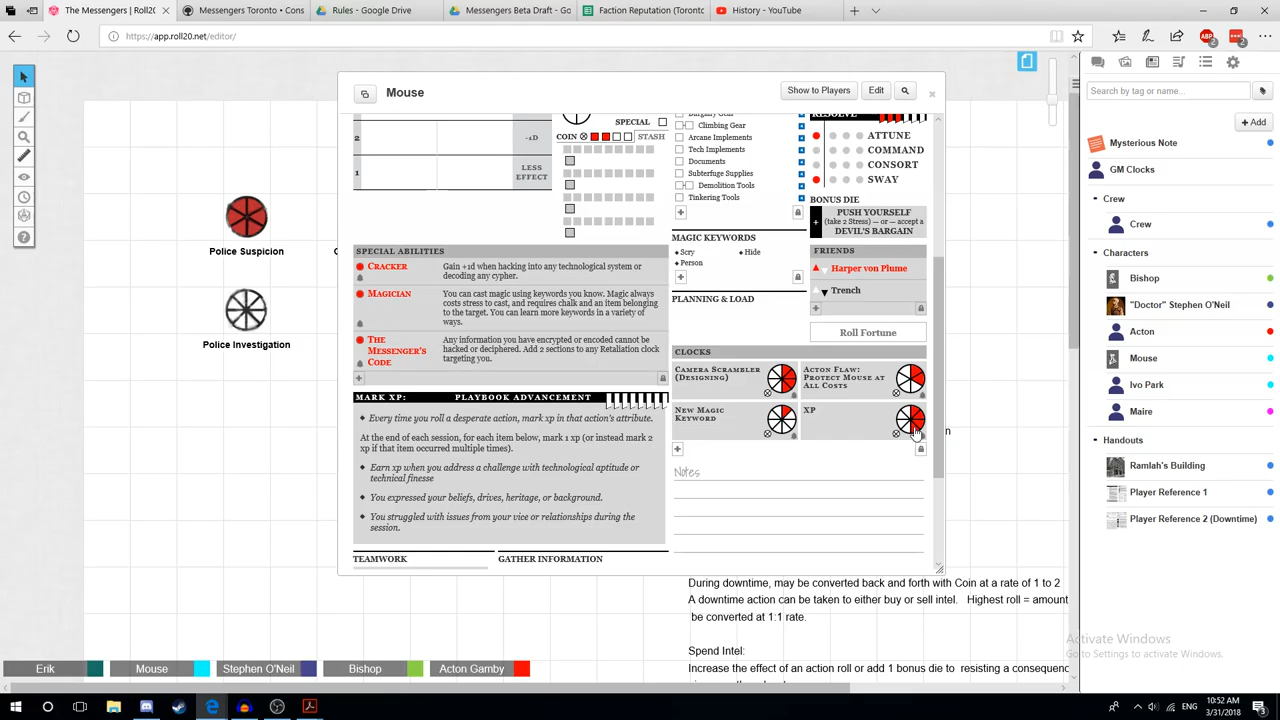 The Messengers | Roll20
Messengers Toronto • Cons
Rules - Google Drive
Messengers Beta Draft - Go
Faction Reputation (Toronto
History - YouTube
https://app.roll20.net/editor/
ABP
2
2
Mouse
Show to Players
Edit
Search by tag or name...
+ Add
Mysterious Note
GM Clocks
Crew
Crew
Characters
Bishop
"Doctor" Stephen O'Neil
Acton
Mouse
Ivo Park
Maire
Handouts
Ramlah's Building
Player Reference 1
Player Reference 2 (Downtime)
Police Suspicion
Police Investigation
2
-1D
1
LESS
EFFECT
SPECIAL
COIN
STASH
Climbing Gear
Arcane Implements
Tech Implements
Documents
Subterfuge Supplies
Demolition Tools
Tinkering Tools
RESOLVE
ATTUNE
COMMAND
CONSORT
SWAY
BONUS DIE
+
PUSH YOURSELF
(take 2 Stress) — or — accept a
DEVIL'S BARGAIN
SPECIAL ABILITIES
CRACKER
Gain +1d when hacking into any technological system or
decoding any cypher.
MAGICIAN
You can cast magic using keywords you know. Magic always
costs stress to cast, and requires chalk and an item belonging
to the target. You can learn more keywords in a variety of
ways.
THE
MESSENGER'S
CODE
Any information you have encrypted or encoded cannot be
hacked or deciphered. Add 2 sections to any Retaliation clock
targeting you.
MAGIC KEYWORDS
Scry
Hide
Person
FRIENDS
Harper von Plume
Trench
PLANNING & LOAD
Roll Fortune
CLOCKS
CAMERA SCRAMBLER
(DESIGNING)
ACTON FLAW:
PROTECT MOUSE AT
ALL COSTS
NEW MAGIC
KEYWORD
XP
Notes
MARK XP:
PLAYBOOK ADVANCEMENT
Every time you roll a desperate action, mark xp in that action's attribute.
At the end of each session, for each item below, mark 1 xp (or instead mark 2
xp if that item occurred multiple times).
Earn xp when you address a challenge with technological aptitude or
technical finesse
You expressed your beliefs, drives, heritage, or background.
You struggled with issues from your vice or relationships during the
session.
TEAMWORK
GATHER INFORMATION
During downtime, may be converted back and forth with Coin at a rate of 1 to 2
A downtime action can be taken to either buy or sell intel. Highest roll = amount
be converted at 1:1 rate.
Spend Intel:
Increase the effect of an action roll or add 1 bonus die to resisting a consequenc
Activate Windows
Go to Settings to activate Windows.
Erik
Mouse
Stephen O'Neil
Bishop
Acton Gamby
ENG
10:52 AM
3/31/2018
3